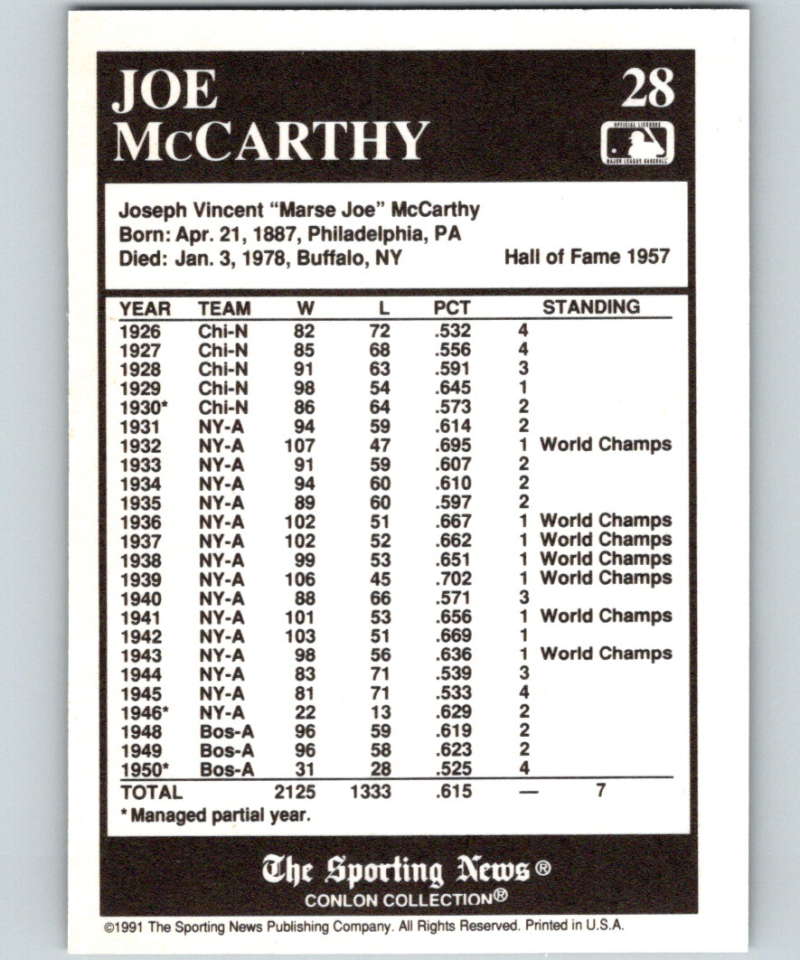 JOE
McCARTHY
28
OFFICIAL LICENSEE
MAJOR LEAGUE BASEBALL
Joseph Vincent “Marse Joe” McCarthy
Born: Apr. 21, 1887, Philadelphia, PA
Died: Jan. 3, 1978, Buffalo, NY Hall of Fame 1957
YEAR TEAM W L PCT STANDING
1926 Chi-N 82 72 .532 4
1927 Chi-N 85 68 .556 4
1928 Chi-N 91 63 .591 3
1929 Chi-N 98 54 .645 1
1930* Chi-N 86 64 .573 2
1931 NY-A 94 59 .614 2
1932 NY-A 107 47 .695 1 World Champs
1933 NY-A 91 59 .607 2
1934 NY-A 94 60 .610 2
1935 NY-A 89 60 .597 2
1936 NY-A 102 51 .667 1 World Champs
1937 NY-A 102 52 .662 1 World Champs
1938 NY-A 99 53 .651 1 World Champs
1939 NY-A 106 45 .702 1 World Champs
1940 NY-A 88 66 .571 3
1941 NY-A 101 53 .656 1 World Champs
1942 NY-A 103 51 .669 1
1943 NY-A 98 56 .636 1 World Champs
1944 NY-A 83 71 .539 3
1945 NY-A 81 71 .533 4
1946* NY-A 22 13 .629 2
1948 Bos-A 96 59 .619 2
1949 Bos-A 96 58 .623 2
1950* Bos-A 31 28 .525 4
TOTAL 2125 1333 .615 — 7
*Managed partial year.
The Sporting News®
CONLON COLLECTION®
©1991 The Sporting News Publishing Company. All Rights Reserved. Printed in U.S.A.